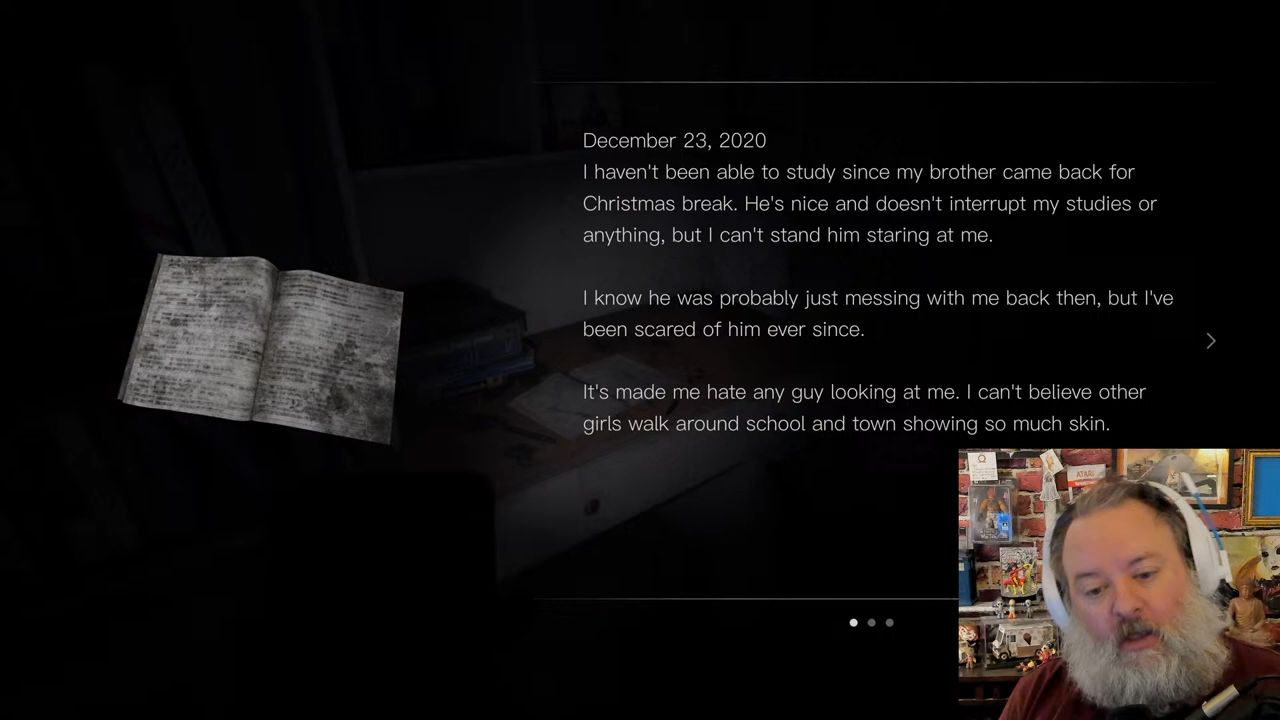 December 23, 2020
I haven't been able to study since my brother came back for
Christmas break. He's nice and doesn't interrupt my studies or
anything, but I can't stand him staring at me.
I know he was probably just messing with me back then, but I've
been scared of him ever since.
It's made me hate any guy looking at me. I can't believe other
girls walk around school and town showing so much skin.
ATARI